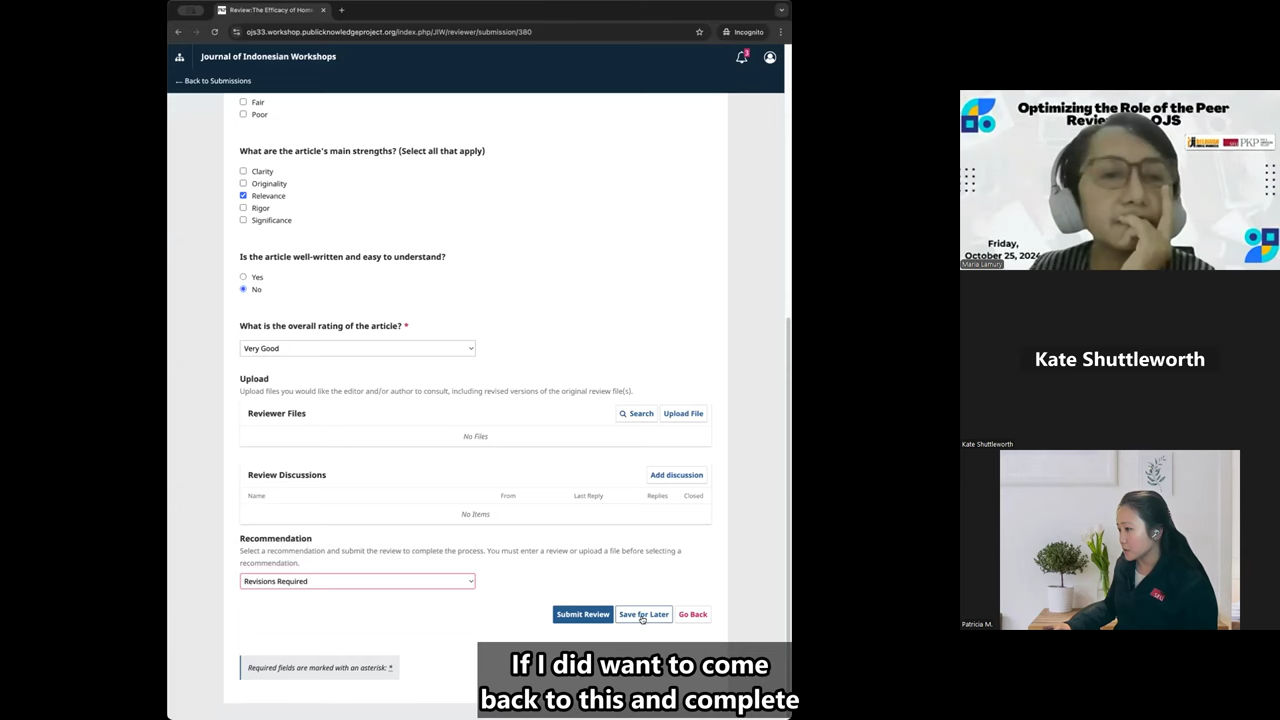 Review:The Efficacy of Hom
ojs33.workshop.publicknowledgeproject.org/index.php/JIW/reviewer/submission/380
Incognito
Journal of Indonesian Workshops
3
← Back to Submissions
Fair
Poor
What are the article's main strengths? (Select all that apply)
Clarity
Originality
Relevance
Rigor
Significance
Is the article well-written and easy to understand?
Yes
No
What is the overall rating of the article? *
Very Good
Upload
Upload files you would like the editor and/or author to consult, including revised versions of the original review file(s).
Reviewer Files
Search
Upload File
No Files
Review Discussions
Add discussion
Name From Last Reply Replies Closed
No Items
Recommendation
Select a recommendation and submit the review to complete the process. You must enter a review or upload a file before selecting a
recommendation.
Revisions Required
Submit Review
Save for Later
Go Back
Required fields are marked with an asterisk: *
If I did want to come
back to this and complete
Optimizing the Role of the Peer
OJS
PKP
Friday,
October 25, 2024
Maria Lamury
Kate Shuttleworth
Kate Shuttleworth
SFU
Patricia M.